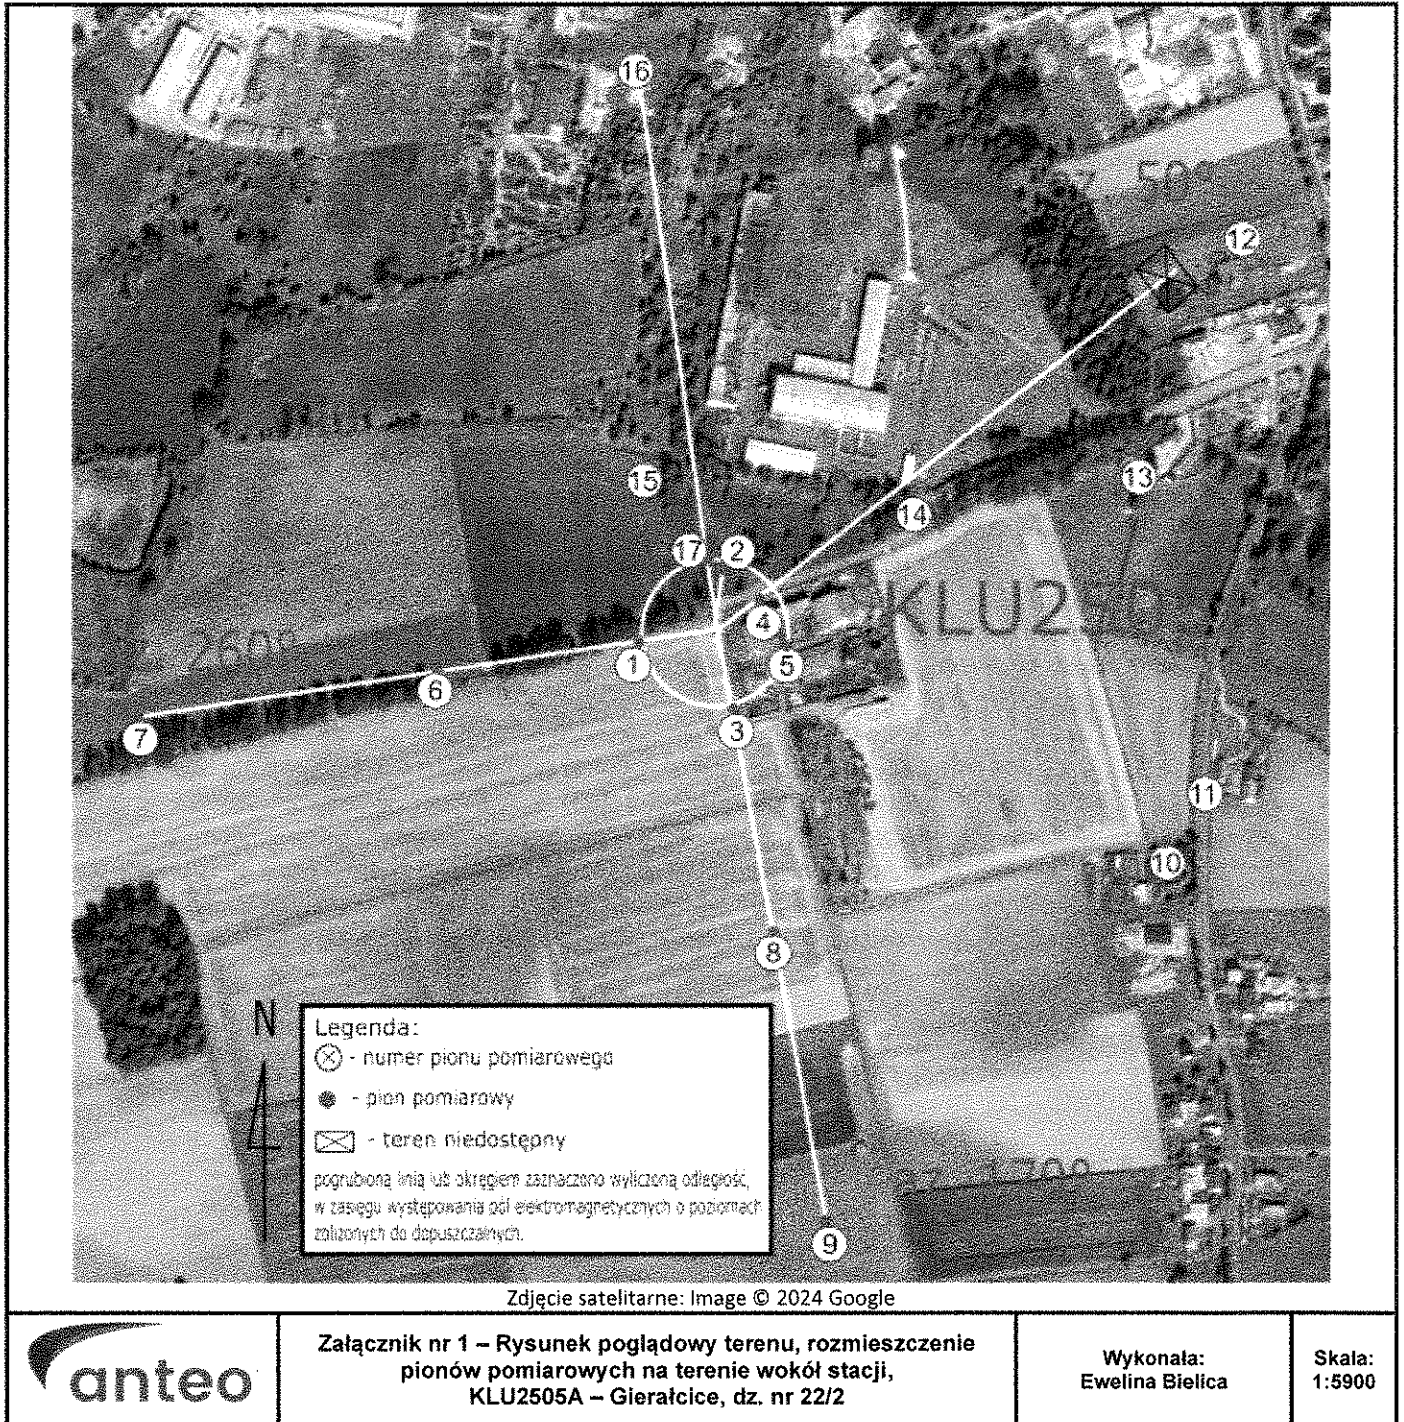 16
50
12
15
13
14
17
2
KLU250
4
260
1
5
6
7
3
11
10
8
N
Legenda:
- numer pionu pomiarowego
- pion pomiarowy
- teren niedostępny
pogrubioną linią lub okręgiem zaznaczono wyliczoną odległość,
w zasięgu występowania pól elektromagnetycznych o poziomach
zbliżonych do dopuszczalnych.
9
Zdjęcie satelitarne: Image © 2024 Google
anteo
Załącznik nr 1 – Rysunek poglądowy terenu, rozmieszczenie
pionów pomiarowych na terenie wokół stacji,
KLU2505A – Gierałcice, dz. nr 22/2
Wykonała:
Ewelina Bielica
Skala:
1:5900